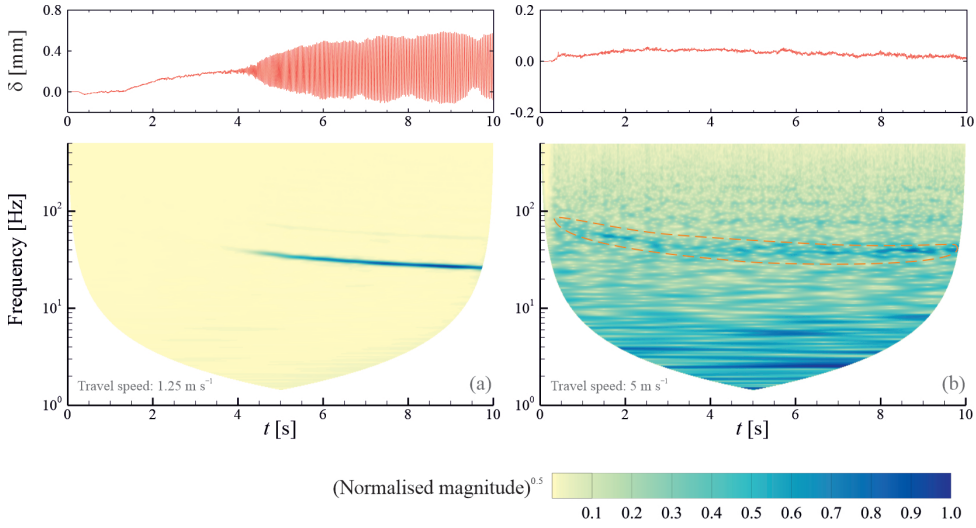 δ [mm]
0.8
0.4
0.0
0 2 4 6 8 10
0.2
0.0
-0.2
0 2 4 6 8 10
Frequency [Hz]
10²
10¹
10⁰
Travel speed: 1.25 m s⁻¹
(a)
0 2 4 6 8 10
t [s]
10²
10¹
10⁰
Travel speed: 5 m s⁻¹
(b)
0 2 4 6 8 10
t [s]
(Normalised magnitude)⁰·⁵
0.1 0.2 0.3 0.4 0.5 0.6 0.7 0.8 0.9 1.0